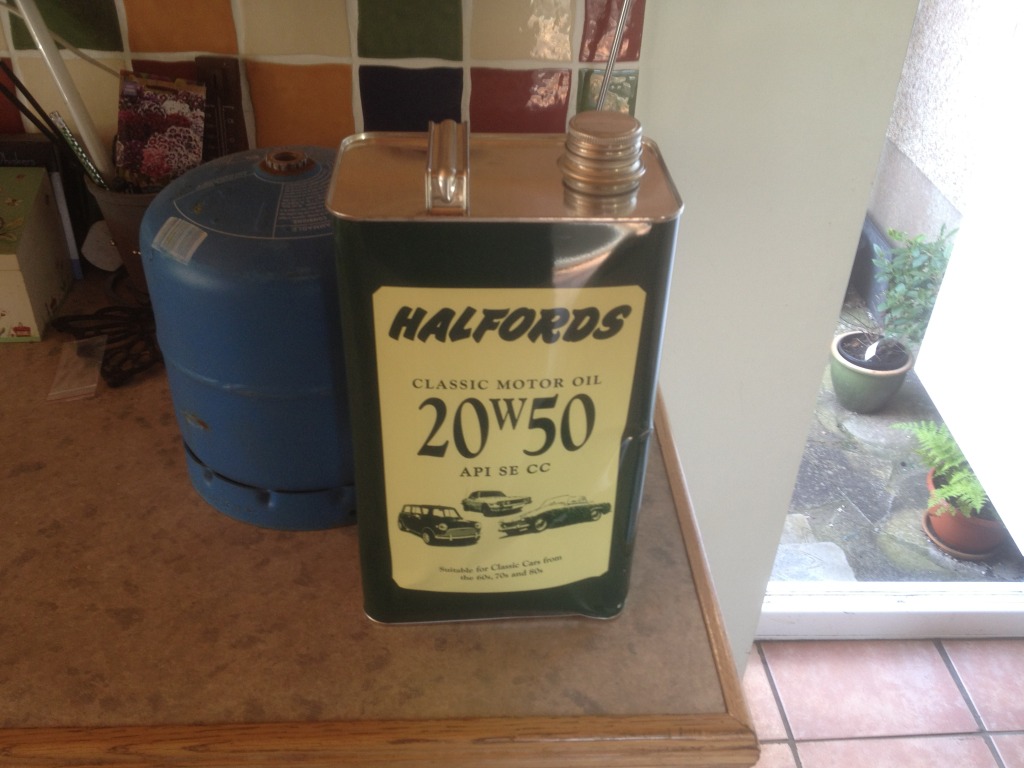 HALFORDS
CLASSIC MOTOR OIL
20W50
API SE CC
Suitable for Classic Cars from
the 60s, 70s and 80s